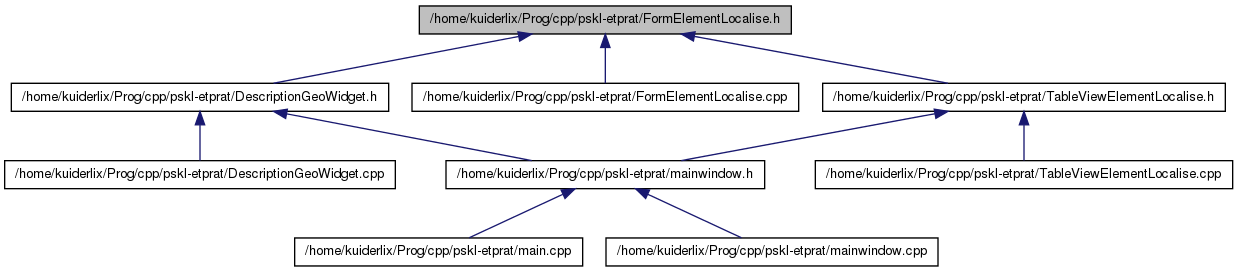 /home/kuiderlix/Prog/cpp/pskl-etprat/FormElementLocalise.h
/home/kuiderlix/Prog/cpp/pskl-etprat/DescriptionGeoWidget.h
/home/kuiderlix/Prog/cpp/pskl-etprat/FormElementLocalise.cpp
/home/kuiderlix/Prog/cpp/pskl-etprat/TableViewElementLocalise.h
/home/kuiderlix/Prog/cpp/pskl-etprat/DescriptionGeoWidget.cpp
/home/kuiderlix/Prog/cpp/pskl-etprat/mainwindow.h
/home/kuiderlix/Prog/cpp/pskl-etprat/TableViewElementLocalise.cpp
/home/kuiderlix/Prog/cpp/pskl-etprat/main.cpp
/home/kuiderlix/Prog/cpp/pskl-etprat/mainwindow.cpp